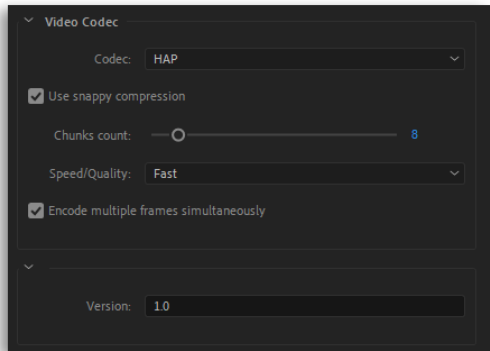 Video Codec
Codec: HAP
Use snappy compression
Chunks count: 8
Speed/Quality: Fast
Encode multiple frames simultaneously
Version: 1.0